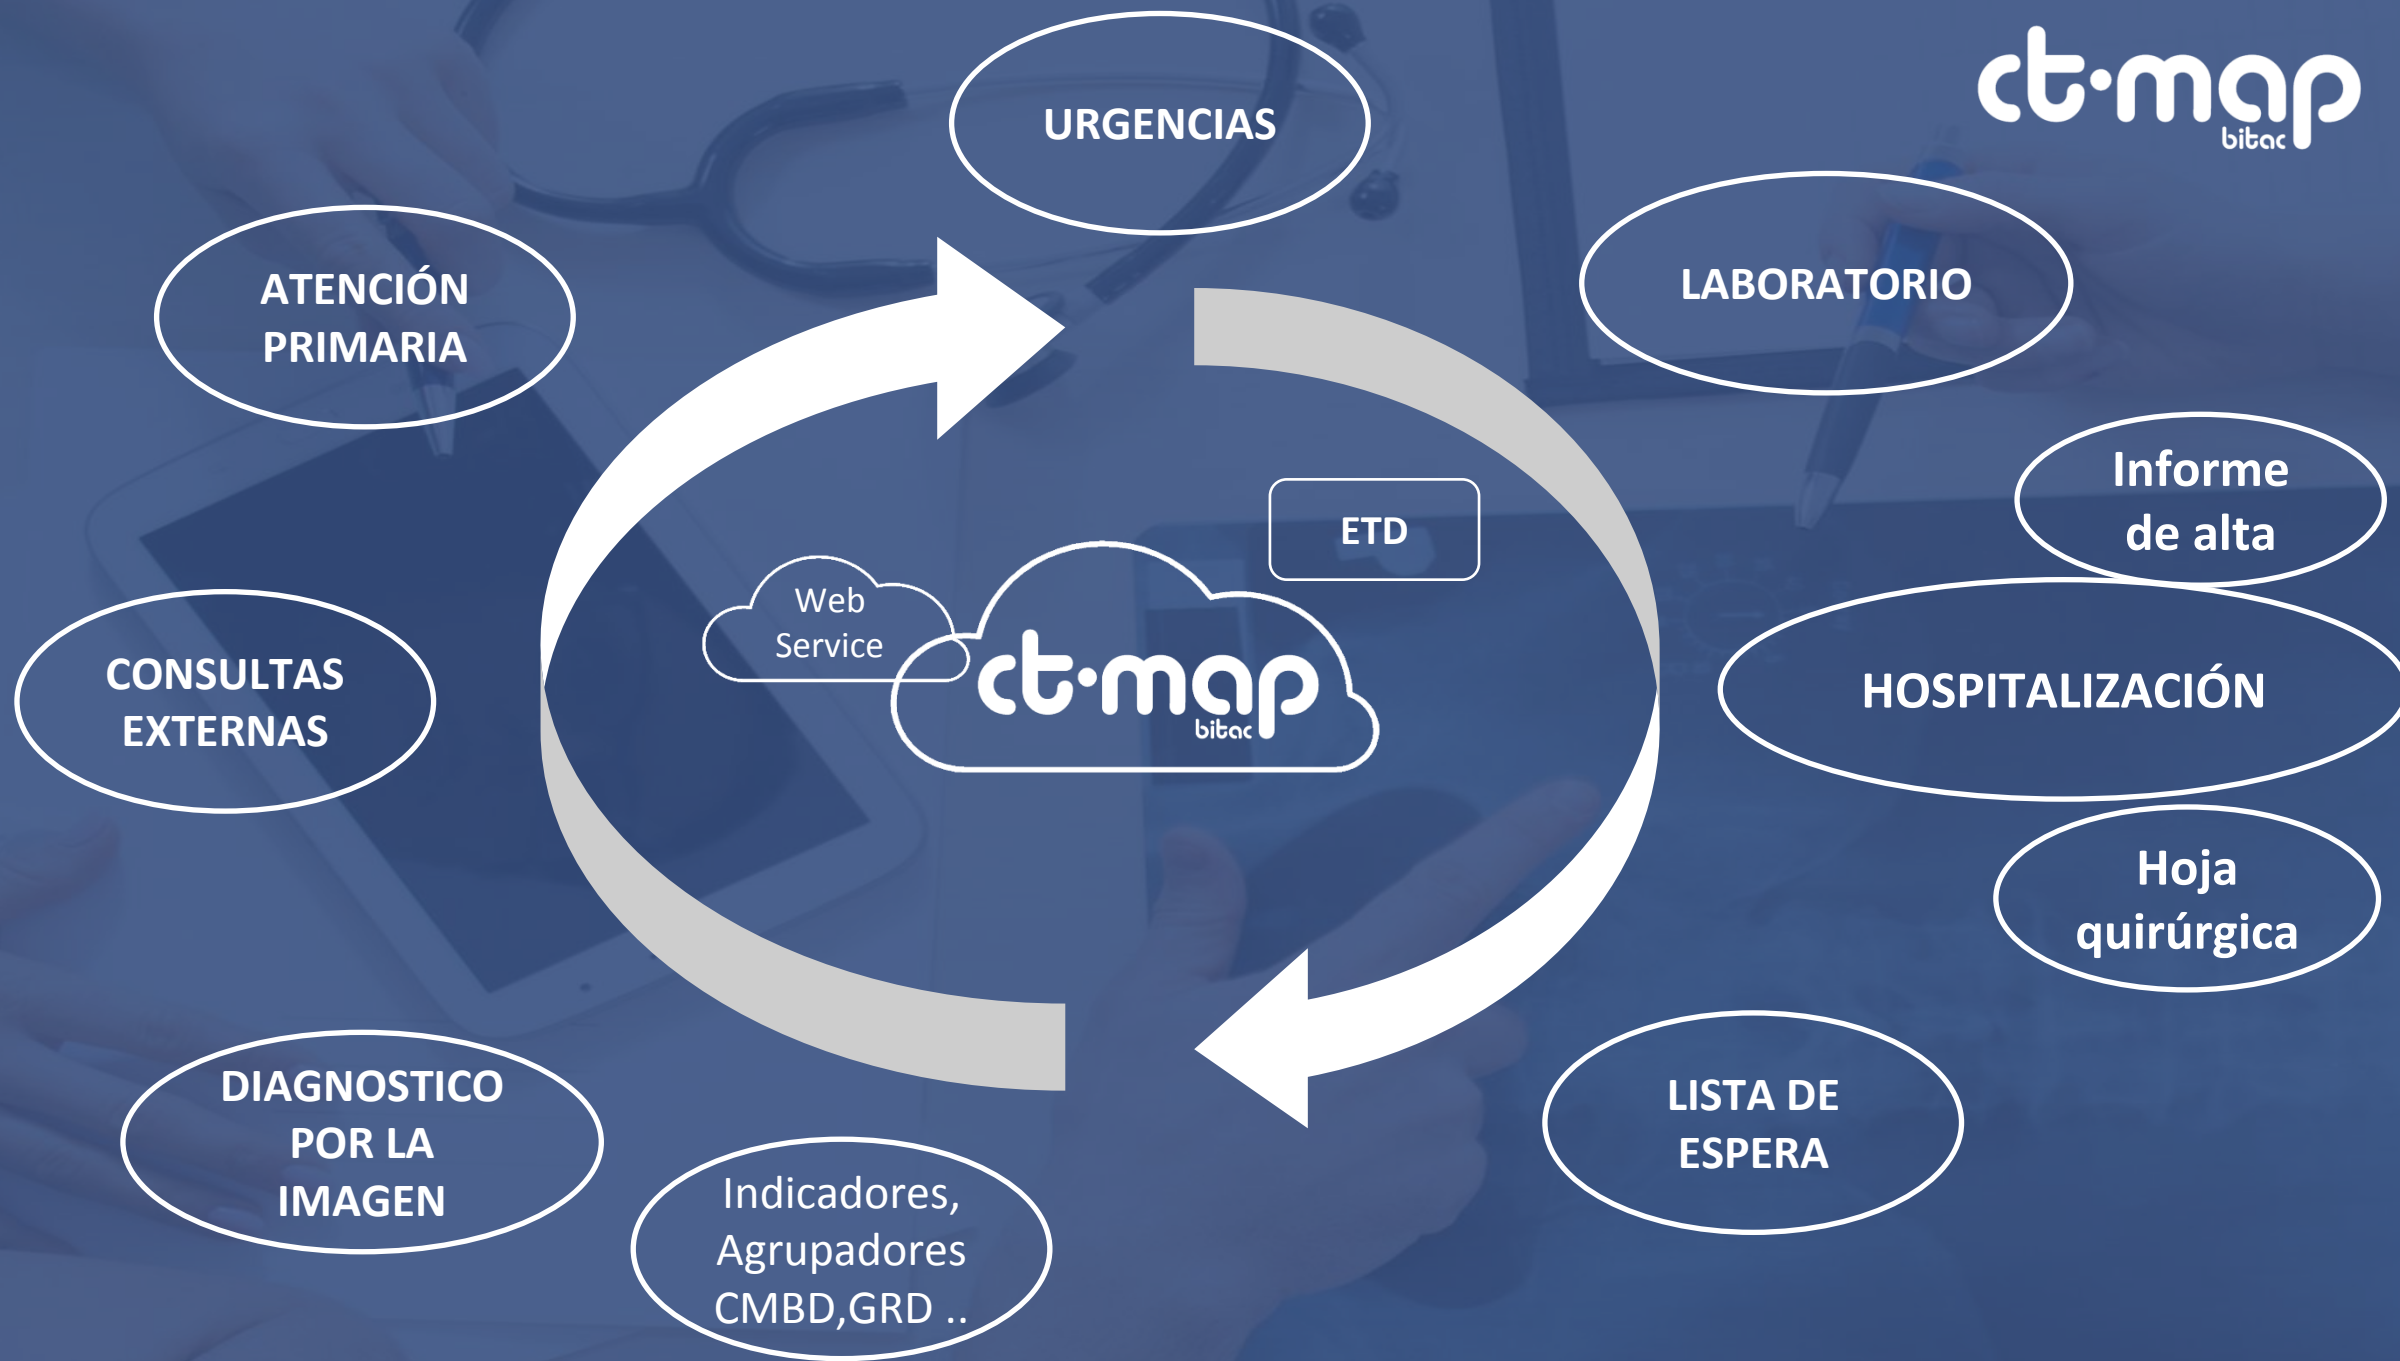 URGENCIAS
ct·map
bitac
ATENCIÓN
PRIMARIA
LABORATORIO
Informe
de alta
ETD
Web
Service
ct·map
bitac
CONSULTAS
EXTERNAS
HOSPITALIZACIÓN
Hoja
quirúrgica
DIAGNOSTICO
POR LA
IMAGEN
LISTA DE
ESPERA
Indicadores,
Agrupadores
CMBD,GRD ..